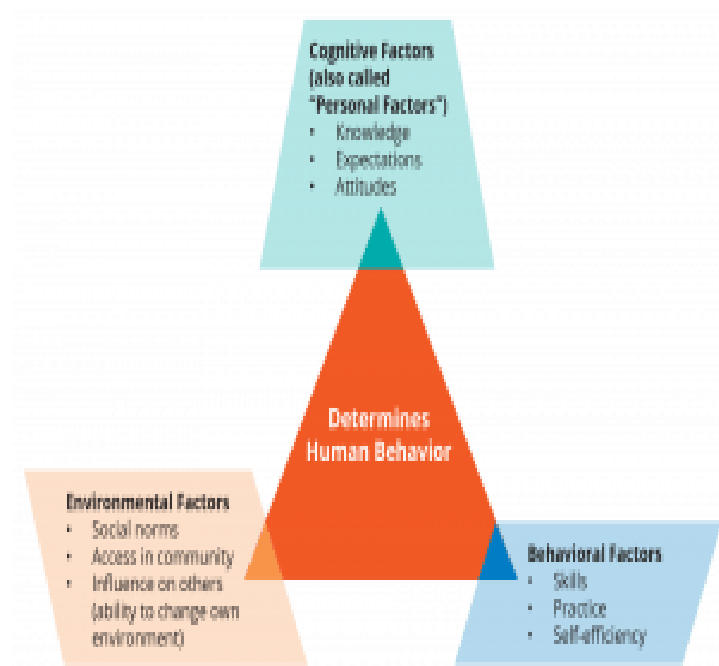 Cognitive Factors
(also called
"Personal Factors")
• Knowledge
• Expectations
• Attitudes
Determines
Human Behavior
Environmental Factors
• Social norms
• Access in community
• Influence on others
(ability to change own
environment)
Behavioral Factors
• Skills
• Practice
• Self-efficiency